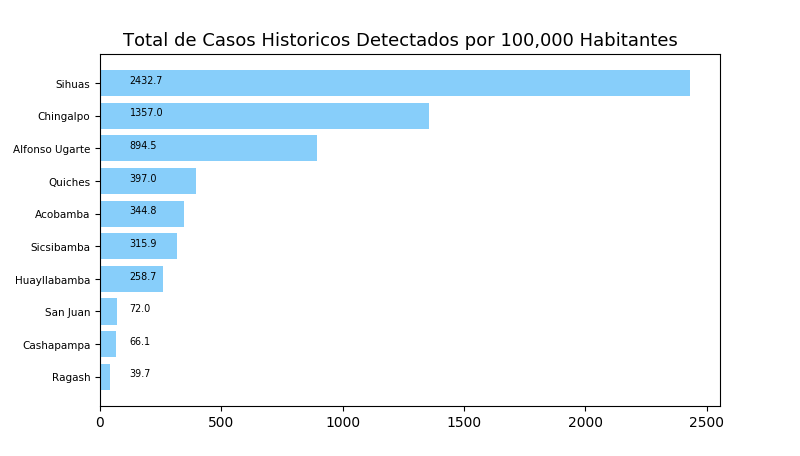 Total de Casos Historicos Detectados por 100,000 Habitantes
Sihuas 2432.7
Chingalpo 1357.0
Alfonso Ugarte 894.5
Quiches 397.0
Acobamba 344.8
Sicsibamba 315.9
Huayllabamba 258.7
San Juan 72.0
Cashapampa 66.1
Ragash 39.7
0 500 1000 1500 2000 2500